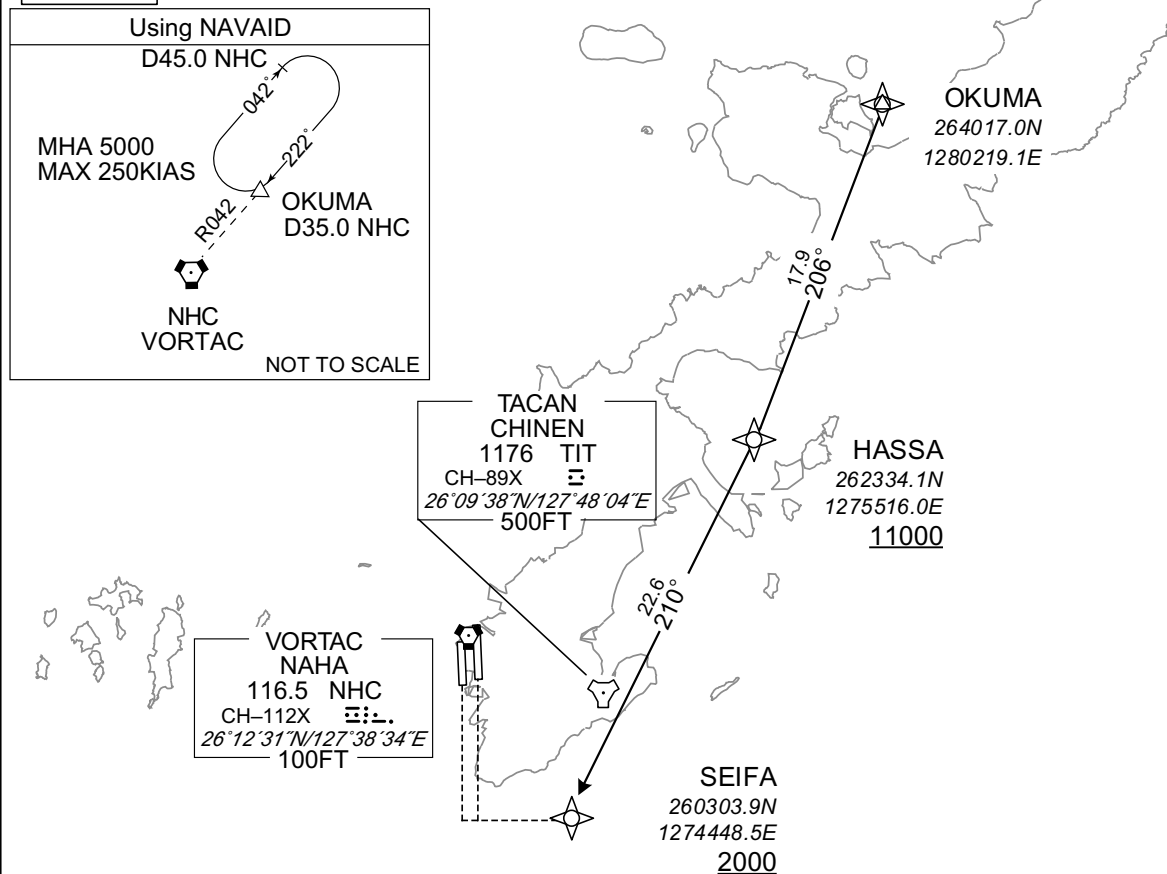 Using NAVAID
D45.0 NHC
042°
222°
MHA 5000
MAX 250KIAS
OKUMA
D35.0 NHC
R042
NHC
VORTAC
NOT TO SCALE
OKUMA
264017.0N
1280219.1E
17.9
206°
TACAN
CHINEN
1176 TIT
CH–89X
26°09´38˝N/127°48´04˝E
500FT
HASSA
262334.1N
1275516.0E
11000
22.6
210°
VORTAC
NAHA
116.5 NHC
CH–112X
26°12´31˝N/127°38´34˝E
100FT
SEIFA
260303.9N
1274448.5E
2000